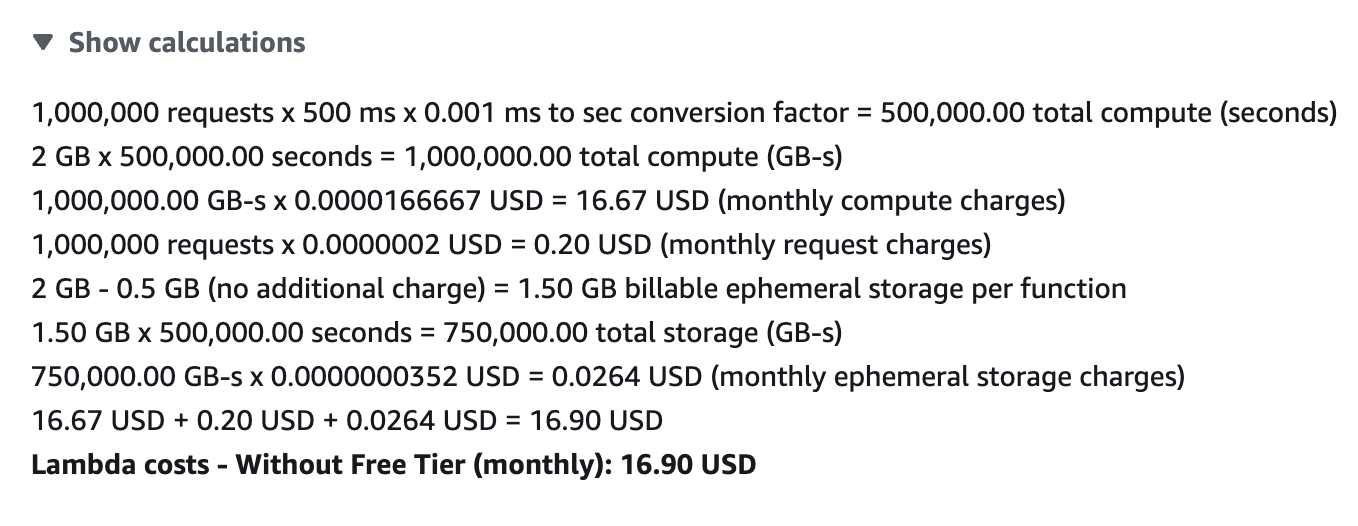 Show calculations
1,000,000 requests x 500 ms x 0.001 ms to sec conversion factor = 500,000.00 total compute (seconds)
2 GB x 500,000.00 seconds = 1,000,000.00 total compute (GB-s)
1,000,000.00 GB-s x 0.0000166667 USD = 16.67 USD (monthly compute charges)
1,000,000 requests x 0.0000002 USD = 0.20 USD (monthly request charges)
2 GB - 0.5 GB (no additional charge) = 1.50 GB billable ephemeral storage per function
1.50 GB x 500,000.00 seconds = 750,000.00 total storage (GB-s)
750,000.00 GB-s x 0.0000000352 USD = 0.0264 USD (monthly ephemeral storage charges)
16.67 USD + 0.20 USD + 0.0264 USD = 16.90 USD
Lambda costs - Without Free Tier (monthly): 16.90 USD